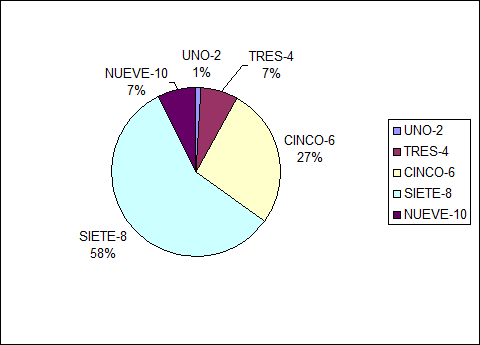 UNO-2
1%
TRES-4
7%
NUEVE-10
7%
CINCO-6
27%
SIETE-8
58%
UNO-2
TRES-4
CINCO-6
SIETE-8
NUEVE-10